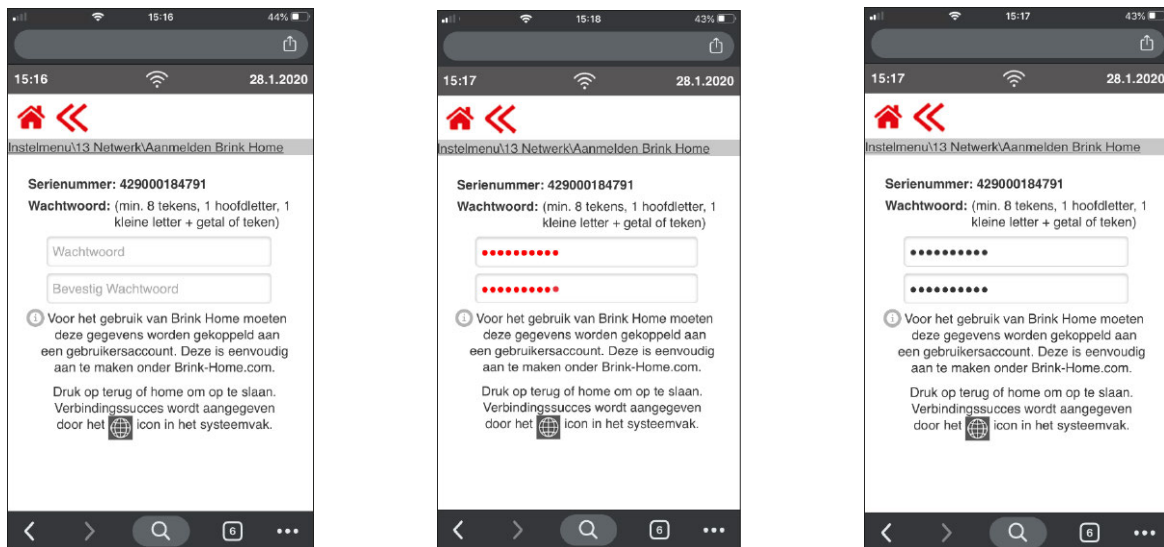 15:16
44%
15:16
28.1.2020
Instelmenu\13 Netwerk\Aanmelden Brink Home
Serienummer: 429000184791
Wachtwoord: (min. 8 tekens, 1 hoofdletter, 1
kleine letter + getal of teken)
Wachtwoord
Bevestig Wachtwoord
Voor het gebruik van Brink Home moeten
deze gegevens worden gekoppeld aan
een gebruikersaccount. Deze is eenvoudig
aan te maken onder Brink-Home.com.
Druk op terug of home om op te slaan.
Verbindingssucces wordt aangegeven
door het icon in het systeemvak.
6
15:18
43%
15:17
28.1.2020
Instelmenu\13 Netwerk\Aanmelden Brink Home
Serienummer: 429000184791
Wachtwoord: (min. 8 tekens, 1 hoofdletter, 1
kleine letter + getal of teken)
••••••••••
••••••••••
Voor het gebruik van Brink Home moeten
deze gegevens worden gekoppeld aan
een gebruikersaccount. Deze is eenvoudig
aan te maken onder Brink-Home.com.
Druk op terug of home om op te slaan.
Verbindingssucces wordt aangegeven
door het icon in het systeemvak.
6
15:17
43%
15:17
28.1.2020
Instelmenu\13 Netwerk\Aanmelden Brink Home
Serienummer: 429000184791
Wachtwoord: (min. 8 tekens, 1 hoofdletter, 1
kleine letter + getal of teken)
••••••••••
••••••••••
Voor het gebruik van Brink Home moeten
deze gegevens worden gekoppeld aan
een gebruikersaccount. Deze is eenvoudig
aan te maken onder Brink-Home.com.
Druk op terug of home om op te slaan.
Verbindingssucces wordt aangegeven
door het icon in het systeemvak.
6